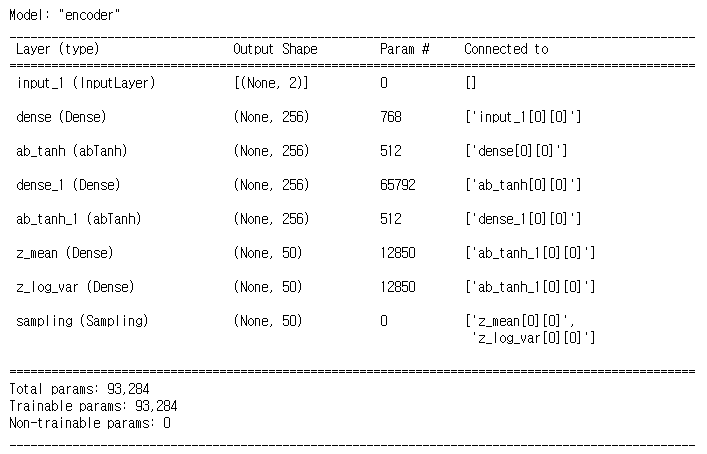 Model: "encoder"
Layer (type) Output Shape Param # Connected to
input_1 (InputLayer) [(None, 2)] 0 []
dense (Dense) (None, 256) 768 ['input_1[0][0]']
ab_tanh (abTanh) (None, 256) 512 ['dense[0][0]']
dense_1 (Dense) (None, 256) 65792 ['ab_tanh[0][0]']
ab_tanh_1 (abTanh) (None, 256) 512 ['dense_1[0][0]']
z_mean (Dense) (None, 50) 12850 ['ab_tanh_1[0][0]']
z_log_var (Dense) (None, 50) 12850 ['ab_tanh_1[0][0]']
sampling (Sampling) (None, 50) 0 ['z_mean[0][0]',
'z_log_var[0][0]']
Total params: 93,284
Trainable params: 93,284
Non-trainable params: 0